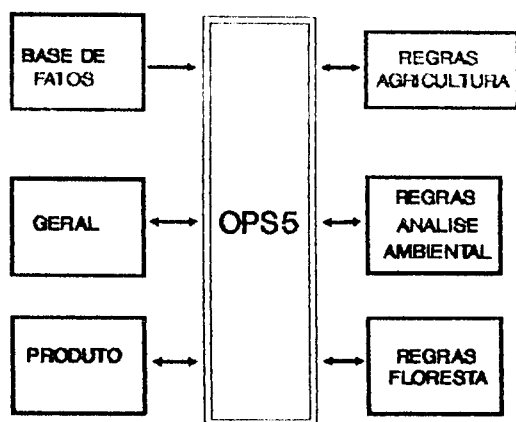 BASE DE
FATOS
GERAL
PRODUTO
OPS5
REGRAS
AGRICULTURA
REGRAS
ANALISE
AMBIENTAL
REGRAS
FLORESTA